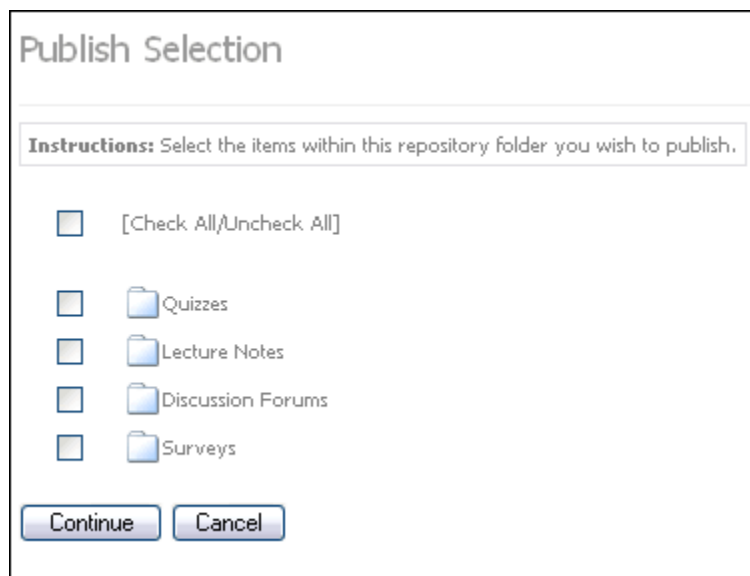 Publish Selection
Instructions: Select the items within this repository folder you wish to publish.
[Check All/Uncheck All]
Quizzes
Lecture Notes
Discussion Forums
Surveys
Continue Cancel